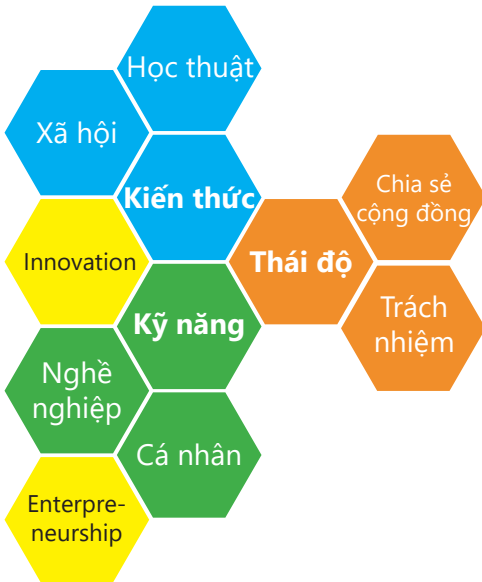 Học thuật
Xã hội
Kiến thức
Chia sẻ
cộng đồng
Innovation
Thái độ
Kỹ năng
Trách
nhiệm
Nghề
nghiệp
Cá nhân
Enterpre-
neurship